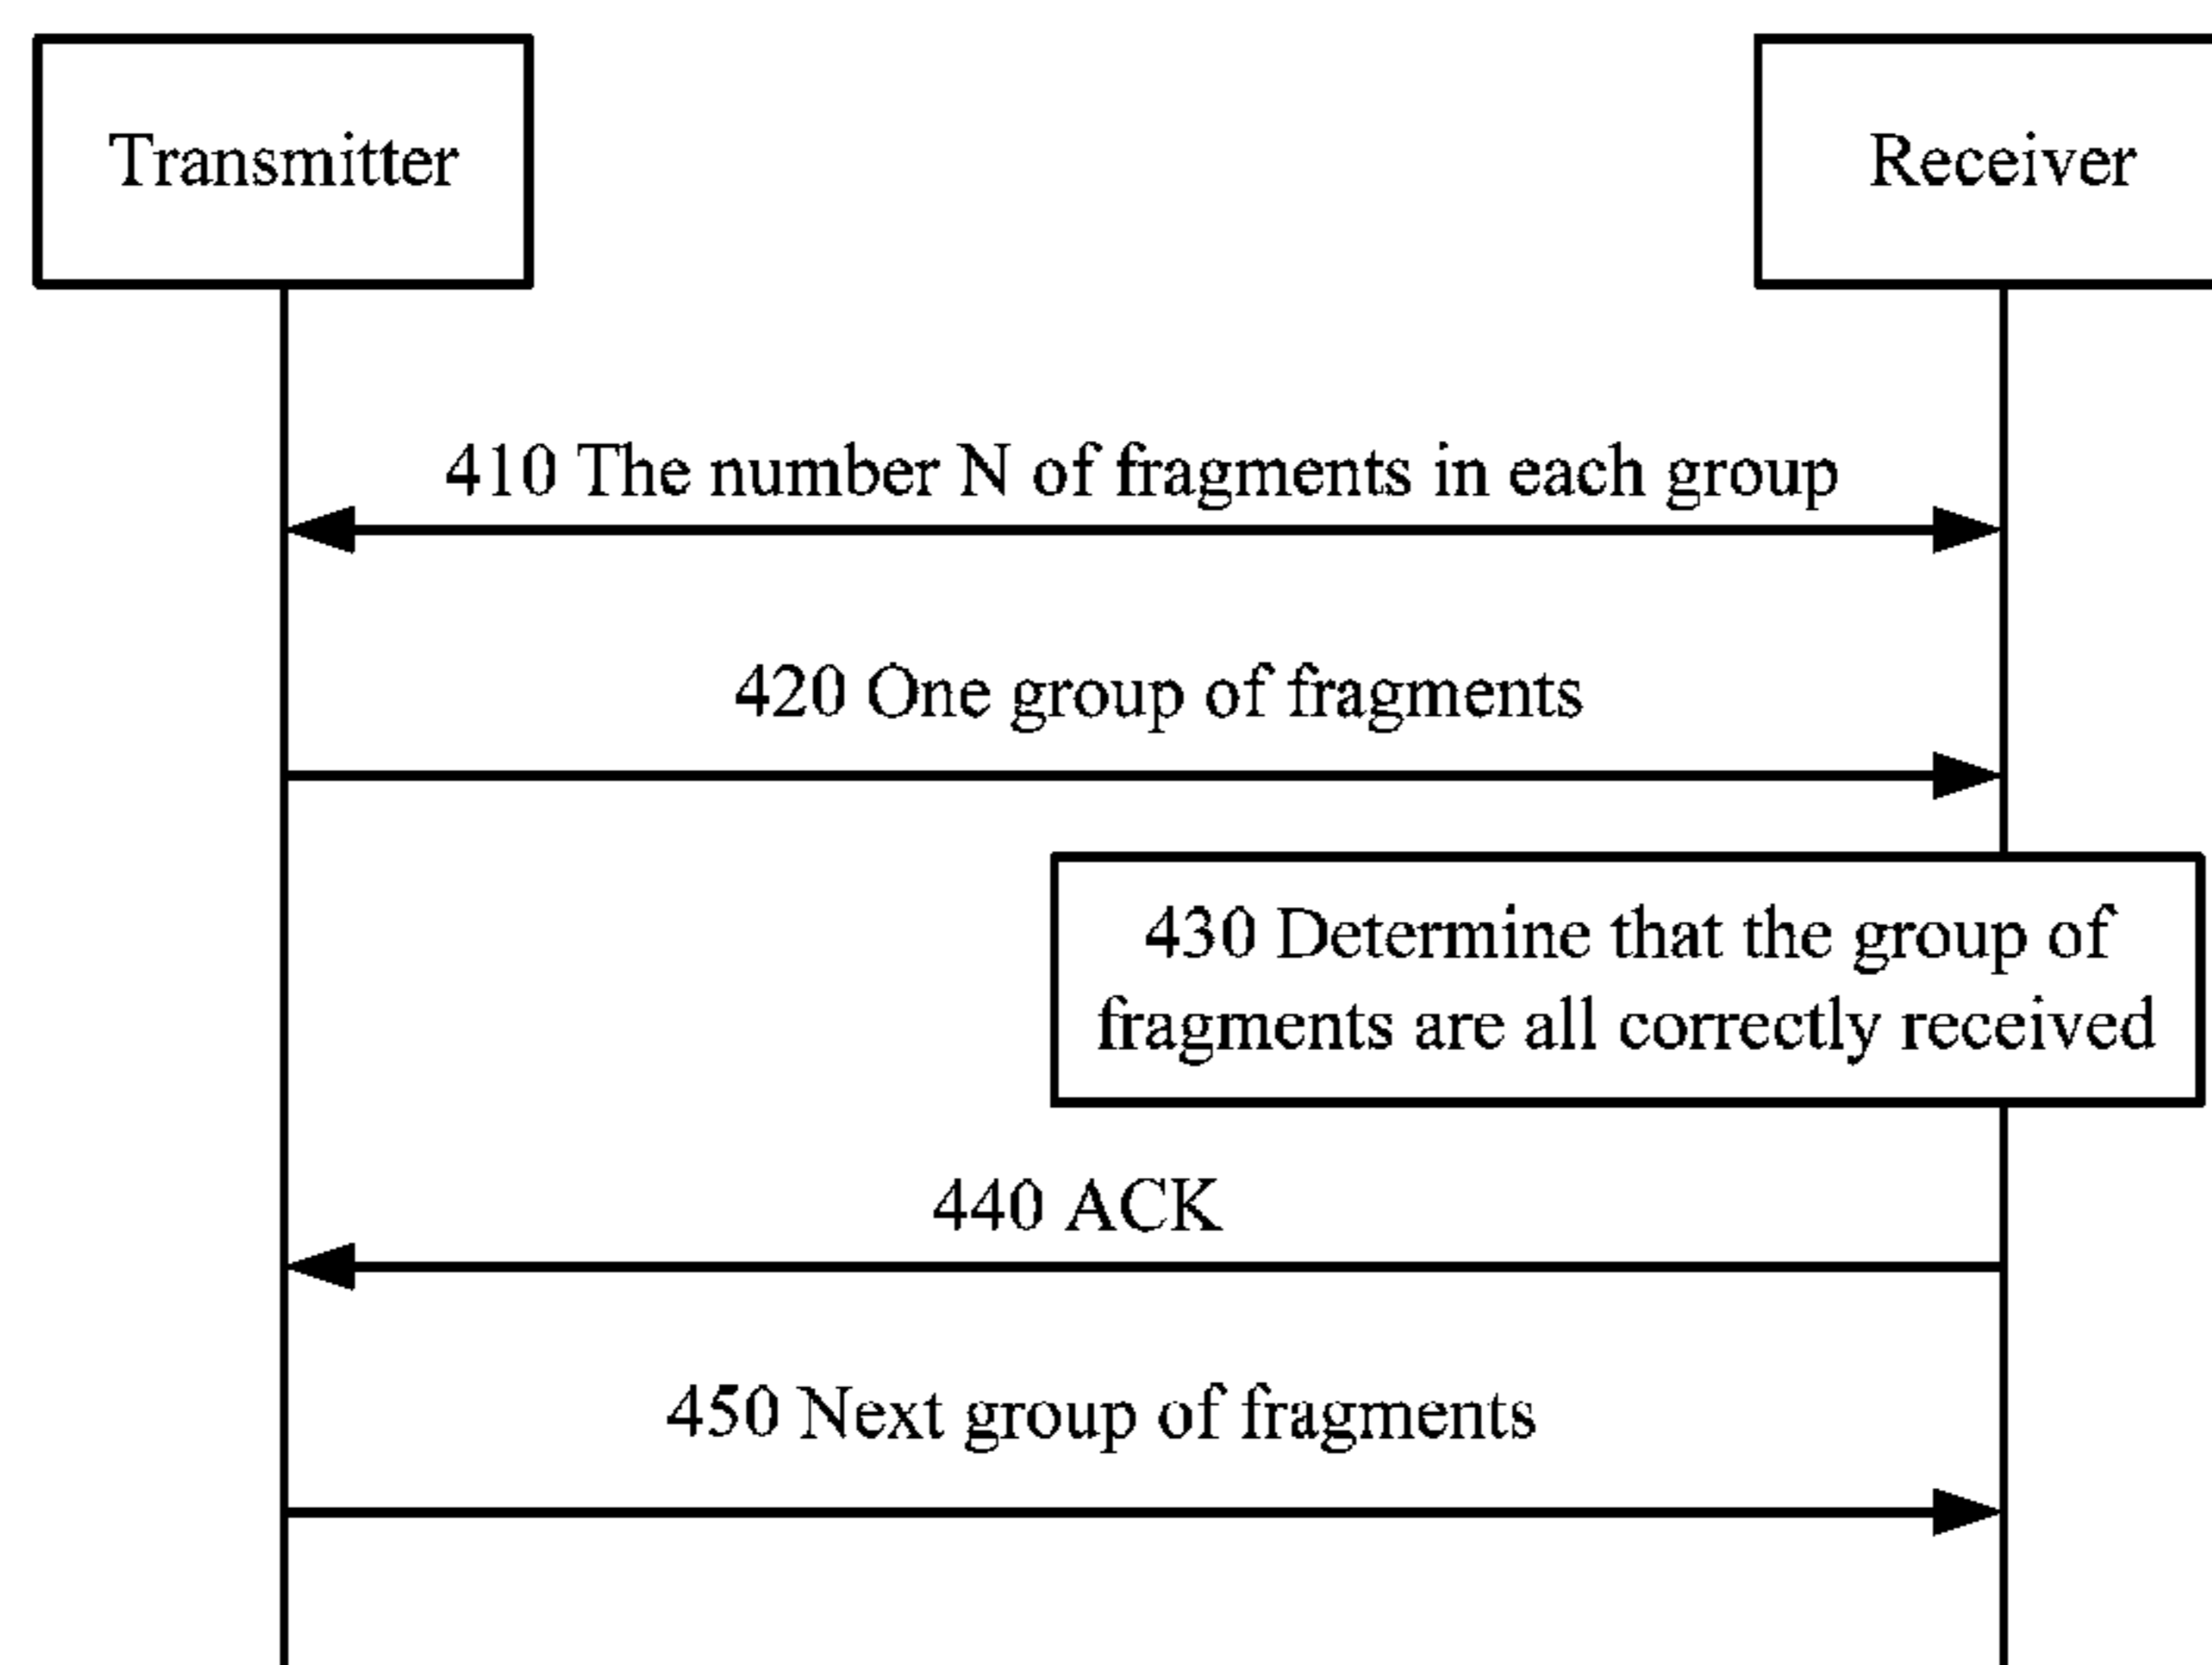 Transmitter
Receiver
410 The number N of fragments in each group
420 One group of fragments
430 Determine that the group of
fragments are all correctly received
440 ACK
450 Next group of fragments